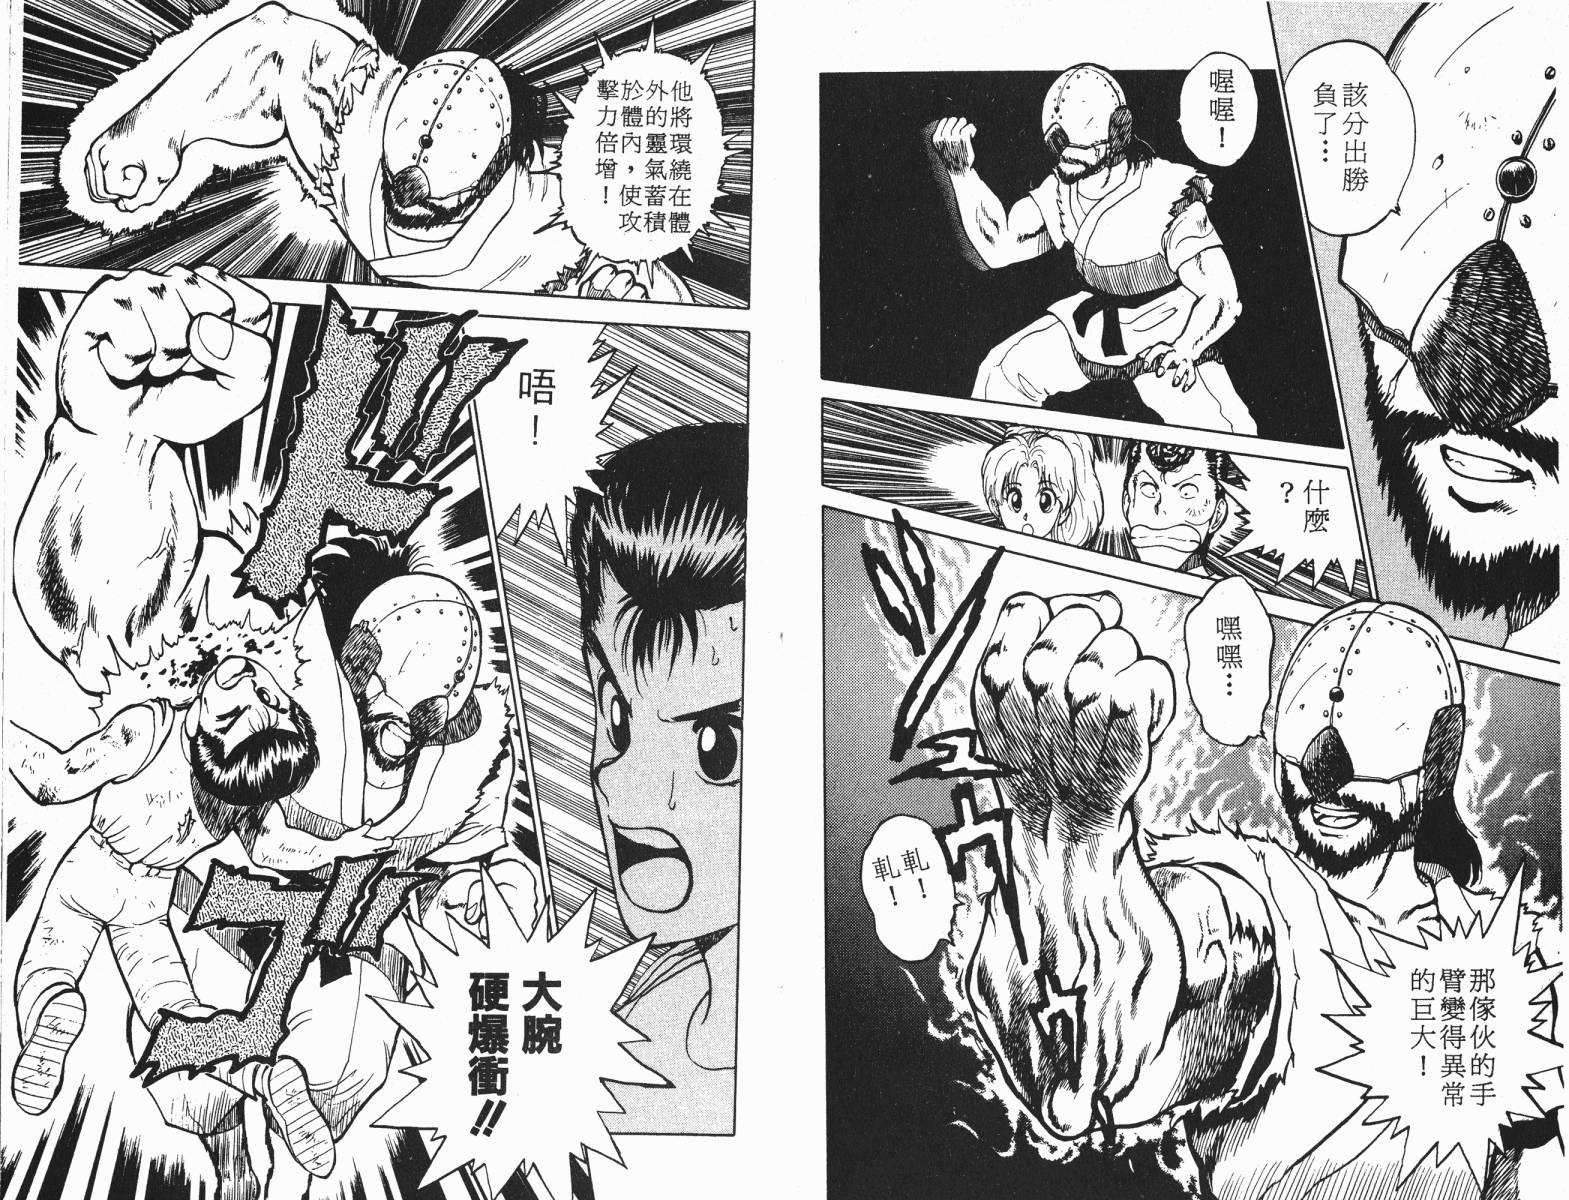 該分出勝
負了…
喔喔！
什麼
？
嘿嘿…
那傢伙的手
臂變得異常
的巨大！
軋
軋！
！
他將環繞在體
外的靈氣蓄積
於體內，使攻
擊力倍增！
唔！
大腕
硬爆衝!!